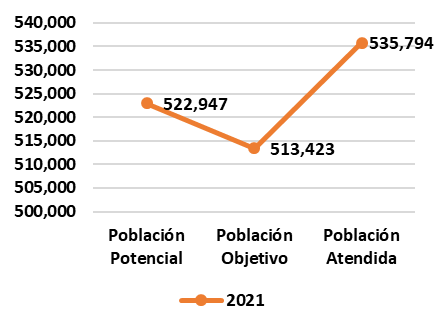 540,000
535,000
530,000
525,000
520,000
515,000
510,000
505,000
500,000
522,947
513,423
535,794
Población
Potencial
Población
Objetivo
Población
Atendida
2021